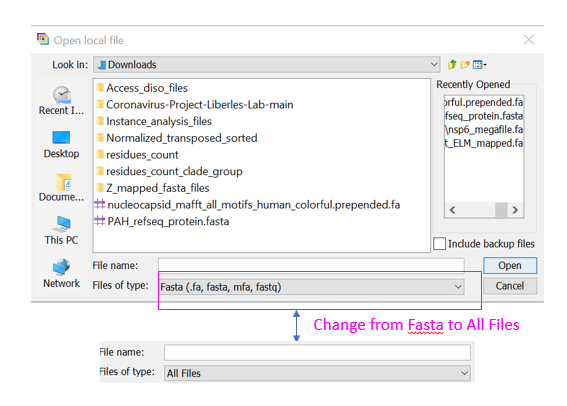 Open local file
Look in: Downloads
Recently Opened
Access_diso_files
Coronavirus-Project-Liberles-Lab-main
Instance_analysis_files
Normalized_transposed_sorted
residues_count
residues_count_clade_group
Z_mapped_fasta_files
nucleocapsid_mafft_all_motifs_human_colorful.prepended.fa
PAH_refseq_protein.fasta
Recent I...
Desktop
Docume...
This PC
Network
orful.prepended.fa
efseq_protein.fasta
\nsp6_megafile.fa
t_ELM_mapped.fa
Include backup files
File name:
Open
Files of type: Fasta (.fa, fasta, mfa, fastq)
Cancel
Change from Fasta to All Files
File name:
Files of type: All Files